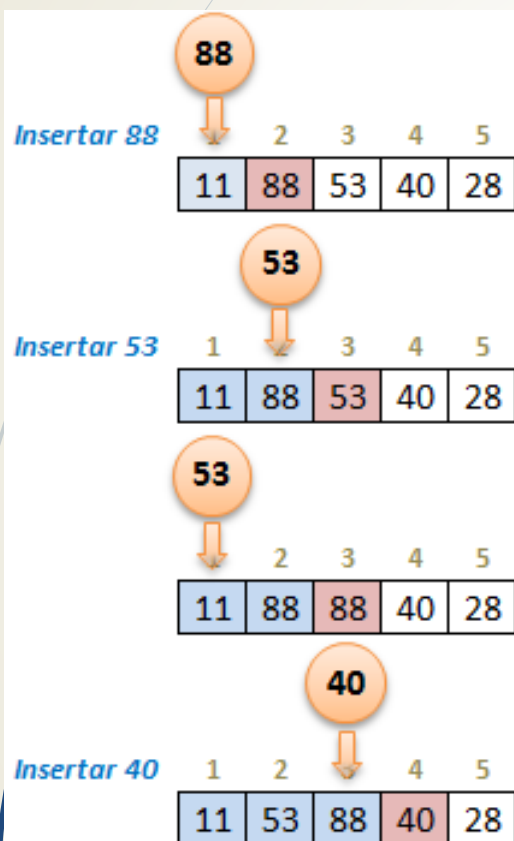 88
Insertar 88 2 3 4 5
11 88 53 40 28
53
Insertar 53 1 3 4 5
11 88 53 40 28
53
2 3 4 5
11 88 88 40 28
40
Insertar 40 1 2 4 5
11 53 88 40 28